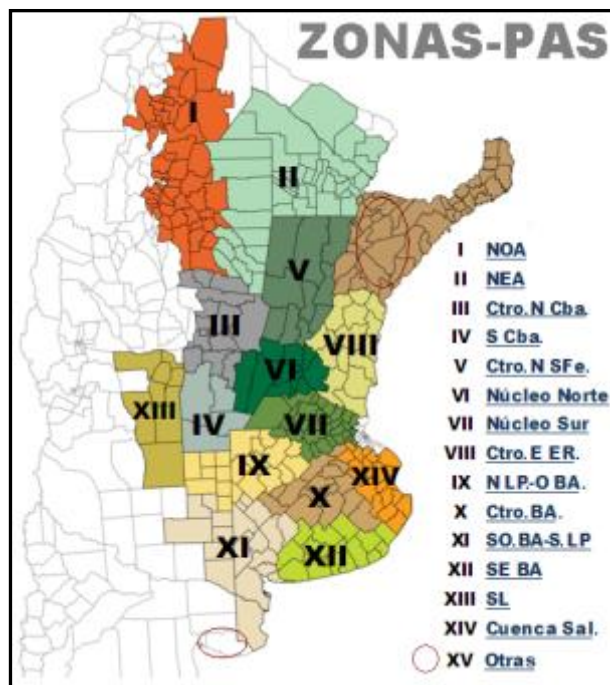 ZONAS-PAS
I
II
V
III
VIII
VI
XIII
IV
VII
IX
XIV
X
XI
XII
I NOA
II NEA
III Ctro. N Cba.
IV S Cba.
V Ctro. N SFe.
VI Núcleo Norte
VII Núcleo Sur
VIII Ctro. E ER.
IX N LP.-O BA.
X Ctro. BA.
XI SO. BA-S. LP
XII SE BA
XIII SL
XIV Cuenca Sal.
XV Otras